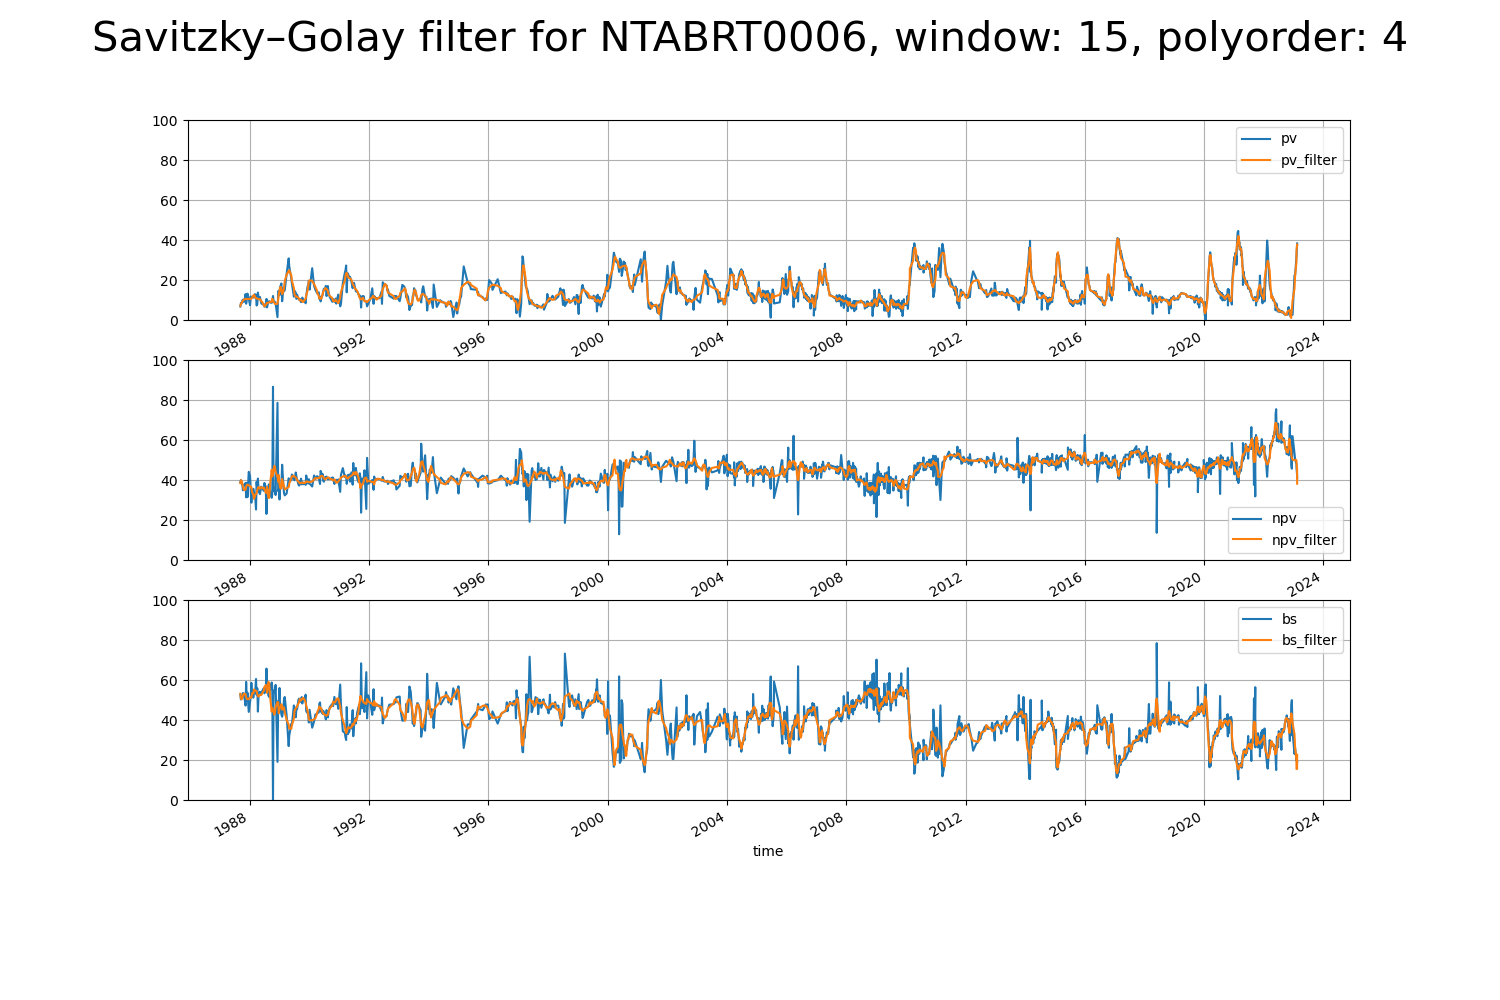 Savitzky–Golay filter for NTABRT0006, window: 15, polyorder: 4
100
80
60
40
20
0
pv
pv_filter
1988 1992 1996 2000 2004 2008 2012 2016 2020 2024
100
80
60
40
20
0
npv
npv_filter
1988 1992 1996 2000 2004 2008 2012 2016 2020 2024
100
80
60
40
20
0
bs
bs_filter
1988 1992 1996 2000 2004 2008 2012 2016 2020 2024
time